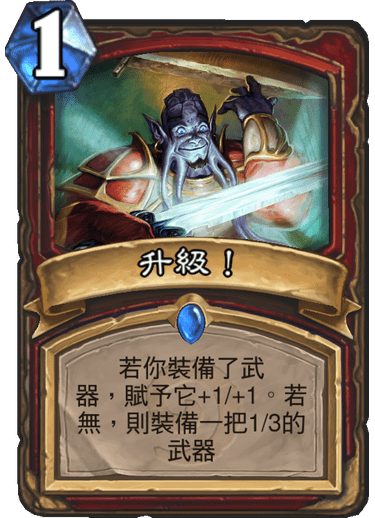 1
升級！
若你裝備了武
器，賦予它+1/+1。若
無，則裝備一把1/3的
武器